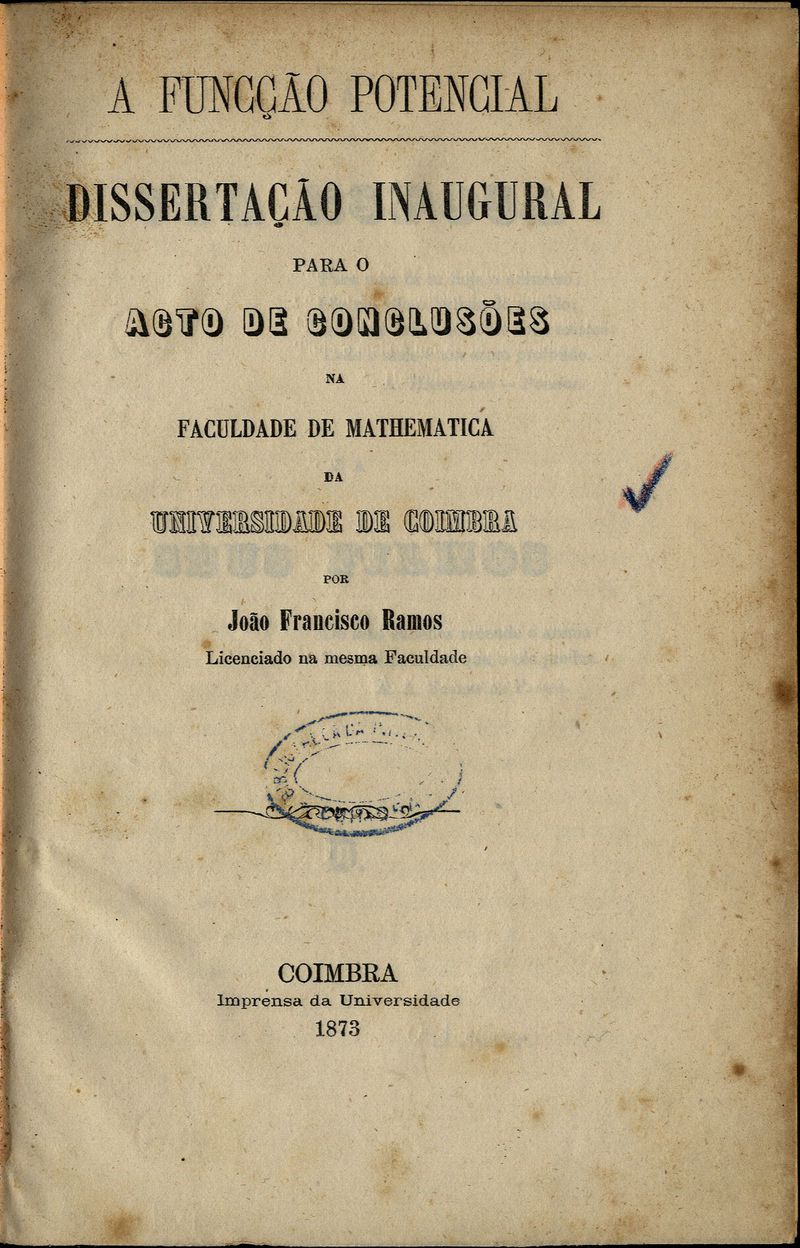 A FUNCÇÃO POTENCIAL
DISSERTAÇÃO INAUGURAL
PARA O
ACTO DE CONCLUSÕES
NA
FACULDADE DE MATHEMATICA
DA
UNIVERSIDADE DE COIMBRA
POR
João Francisco Ramos
Licenciado na mesma Faculdade
COIMBRA
Imprensa da Universidade
1873